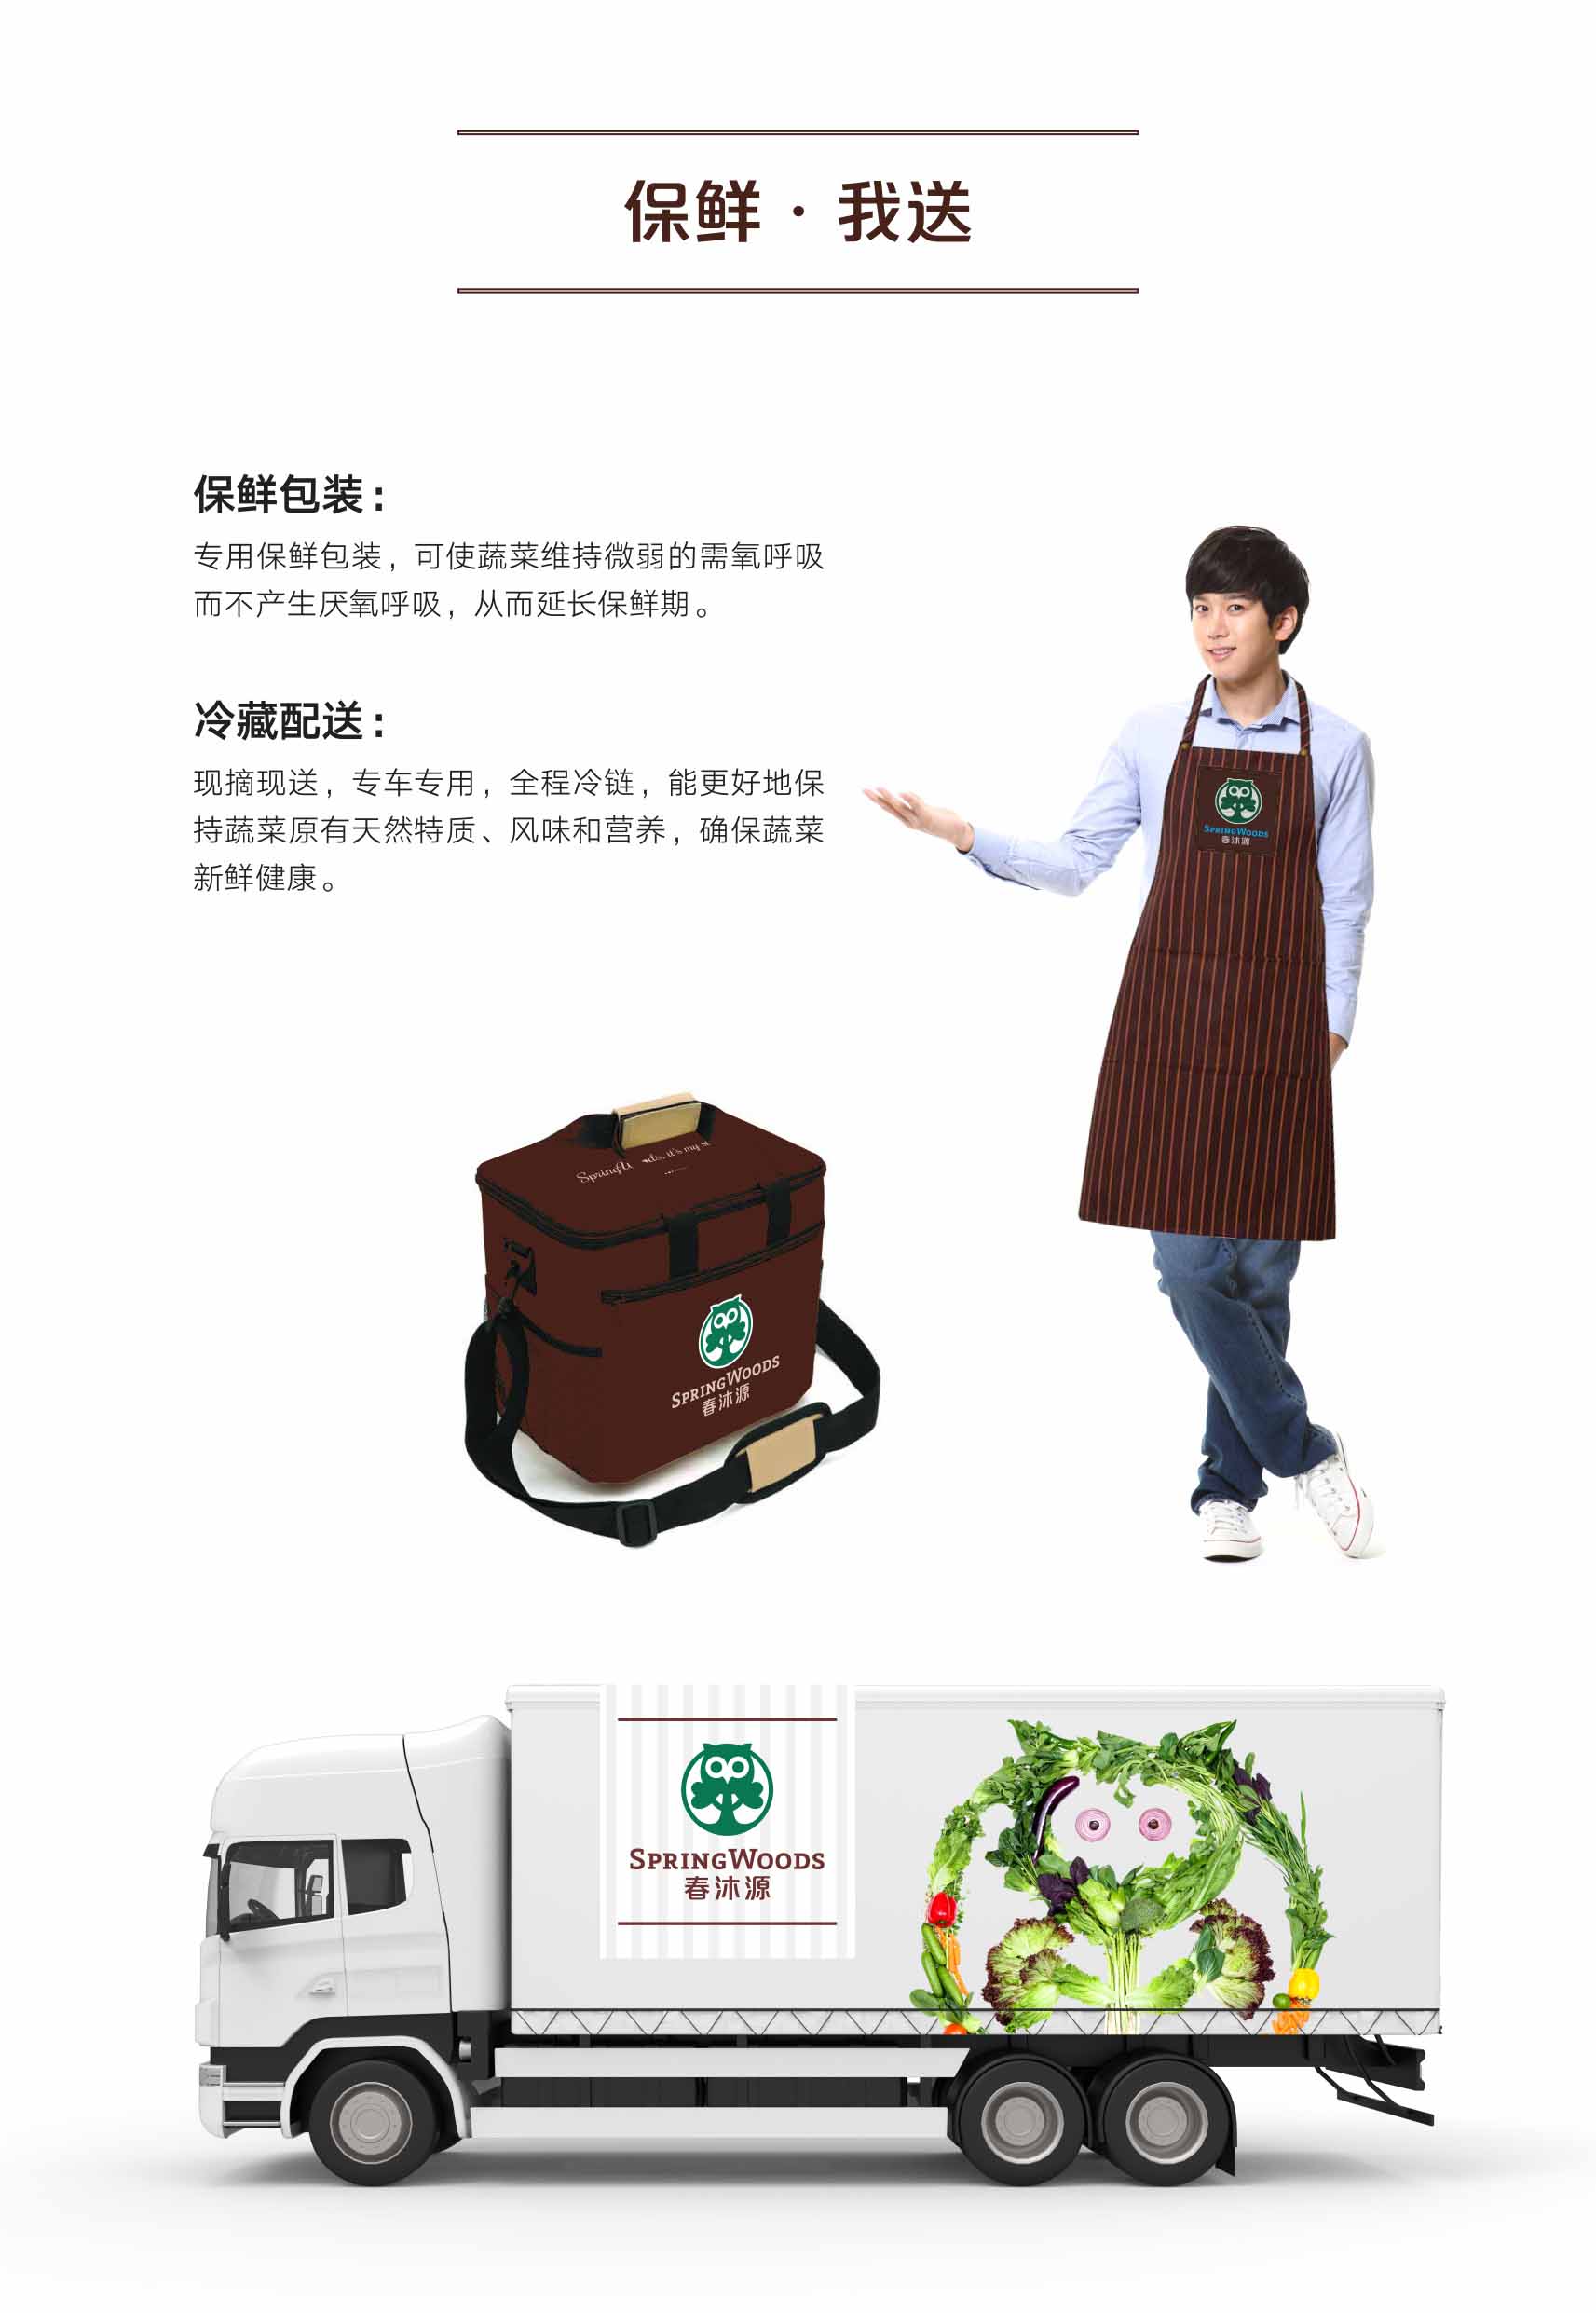 保鲜·我送
保鲜包装：
专用保鲜包装，可使蔬菜维持微弱的需氧呼吸
而不产生厌氧呼吸，从而延长保鲜期。
冷藏配送：
现摘现送，专车专用，全程冷链，能更好地保
持蔬菜原有天然特质、风味和营养，确保蔬菜
新鲜健康。
SPRINGWOODS
春沐源
it's my
SPRINGWOODS
春沐源
SPRINGWOODS
春沐源